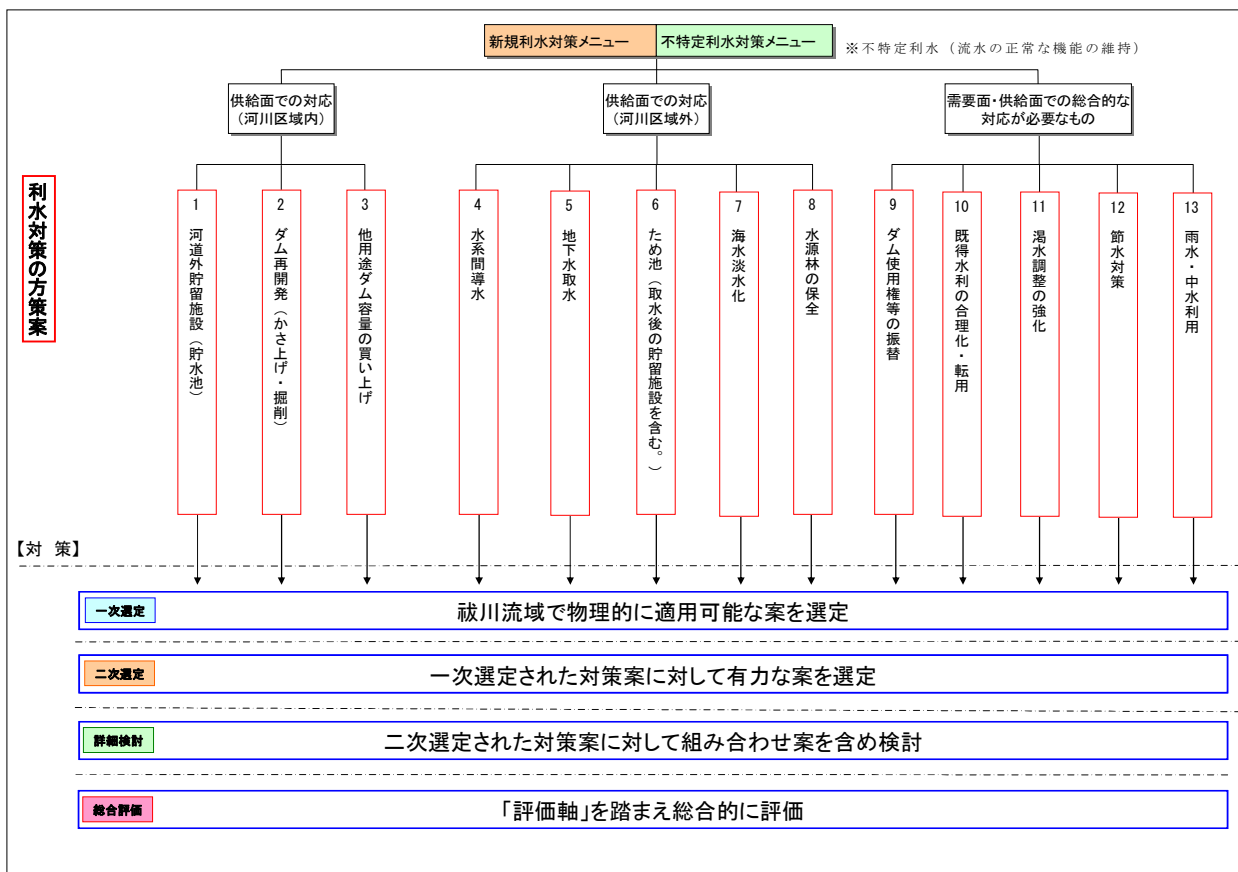 新規利水対策メニュー
不特定利水対策メニュー
※不特定利水（流水の正常な機能の維持）
供給面での対応
（河川区域内）
供給面での対応
（河川区域外）
需要面・供給面での総合的な
対応が必要なもの
利水対策の方策案
1 河道外貯留施設（貯水池）
2 ダム再開発（かさ上げ・掘削）
3 他用途ダム容量の買い上げ
4 水系間導水
5 地下水取水
6 ため池（取水後の貯留施設を含む。）
7 海水淡水化
8 水源林の保全
9 ダム使用権等の振替
10 既得水利の合理化・転用
11 渇水調整の強化
12 節水対策
13 雨水・中水利用
【対 策】
一次選定
祓川流域で物理的に適用可能な案を選定
二次選定
一次選定された対策案に対して有力な案を選定
詳細検討
二次選定された対策案に対して組み合わせ案を含め検討
総合評価
「評価軸」を踏まえ総合的に評価